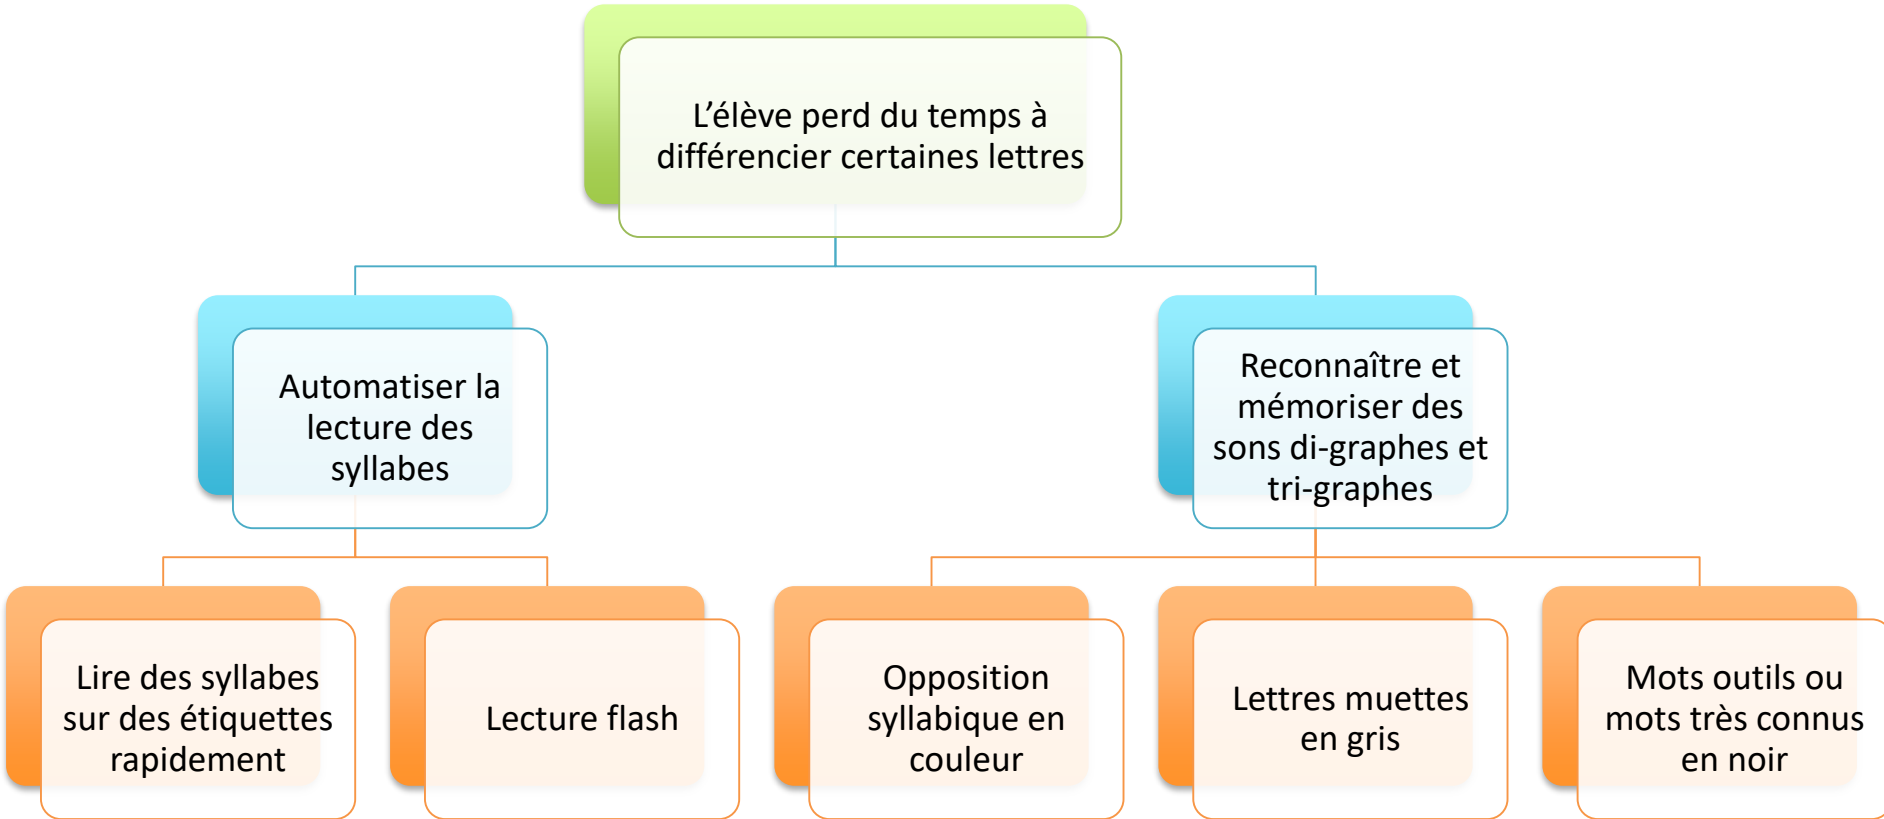 L’élève perd du temps à
différencier certaines lettres
Automatiser la
lecture des
syllabes
Reconnaître et
mémoriser des
sons di-graphes et
tri-graphes
Lire des syllabes
sur des étiquettes
rapidement
Lecture flash
Opposition
syllabique en
couleur
Lettres muettes
en gris
Mots outils ou
mots très connus
en noir